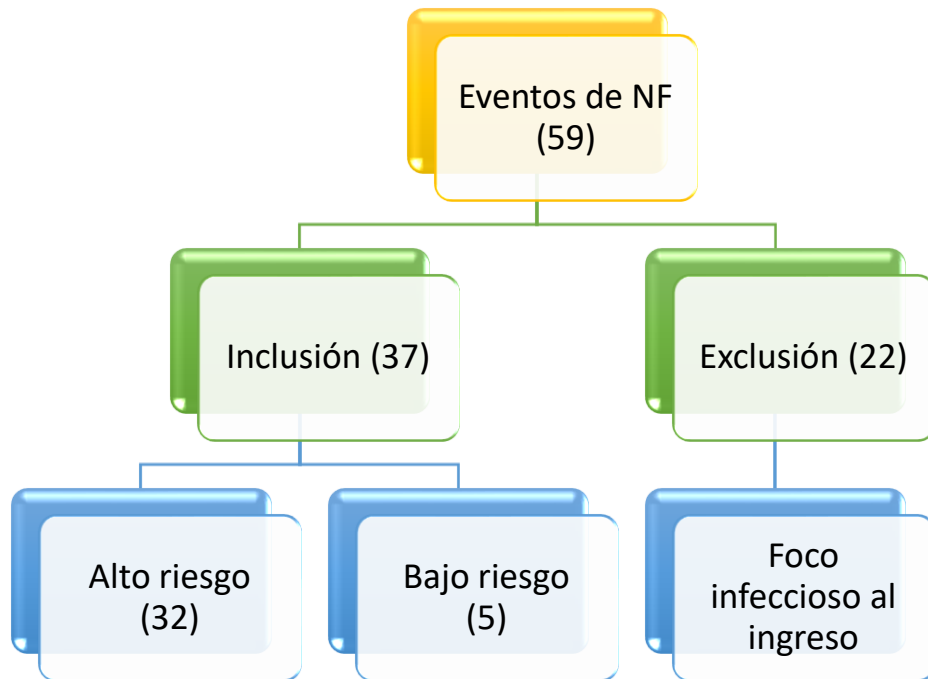 Eventos de NF
(59)
Inclusión (37)
Exclusión (22)
Alto riesgo
(32)
Bajo riesgo
(5)
Foco
infeccioso al
ingreso